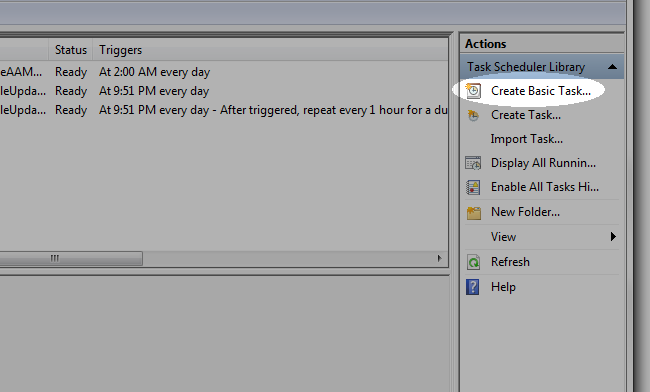 Status Triggers
eAAM... Ready At 2:00 AM every day
leUpda... Ready At 9:51 PM every day
leUpda... Ready At 9:51 PM every day - After triggered, repeat every 1 hour for a du
Actions
Task Scheduler Library
Create Basic Task...
Create Task...
Import Task...
Display All Runnin...
Enable All Tasks Hi...
New Folder...
View
Refresh
Help